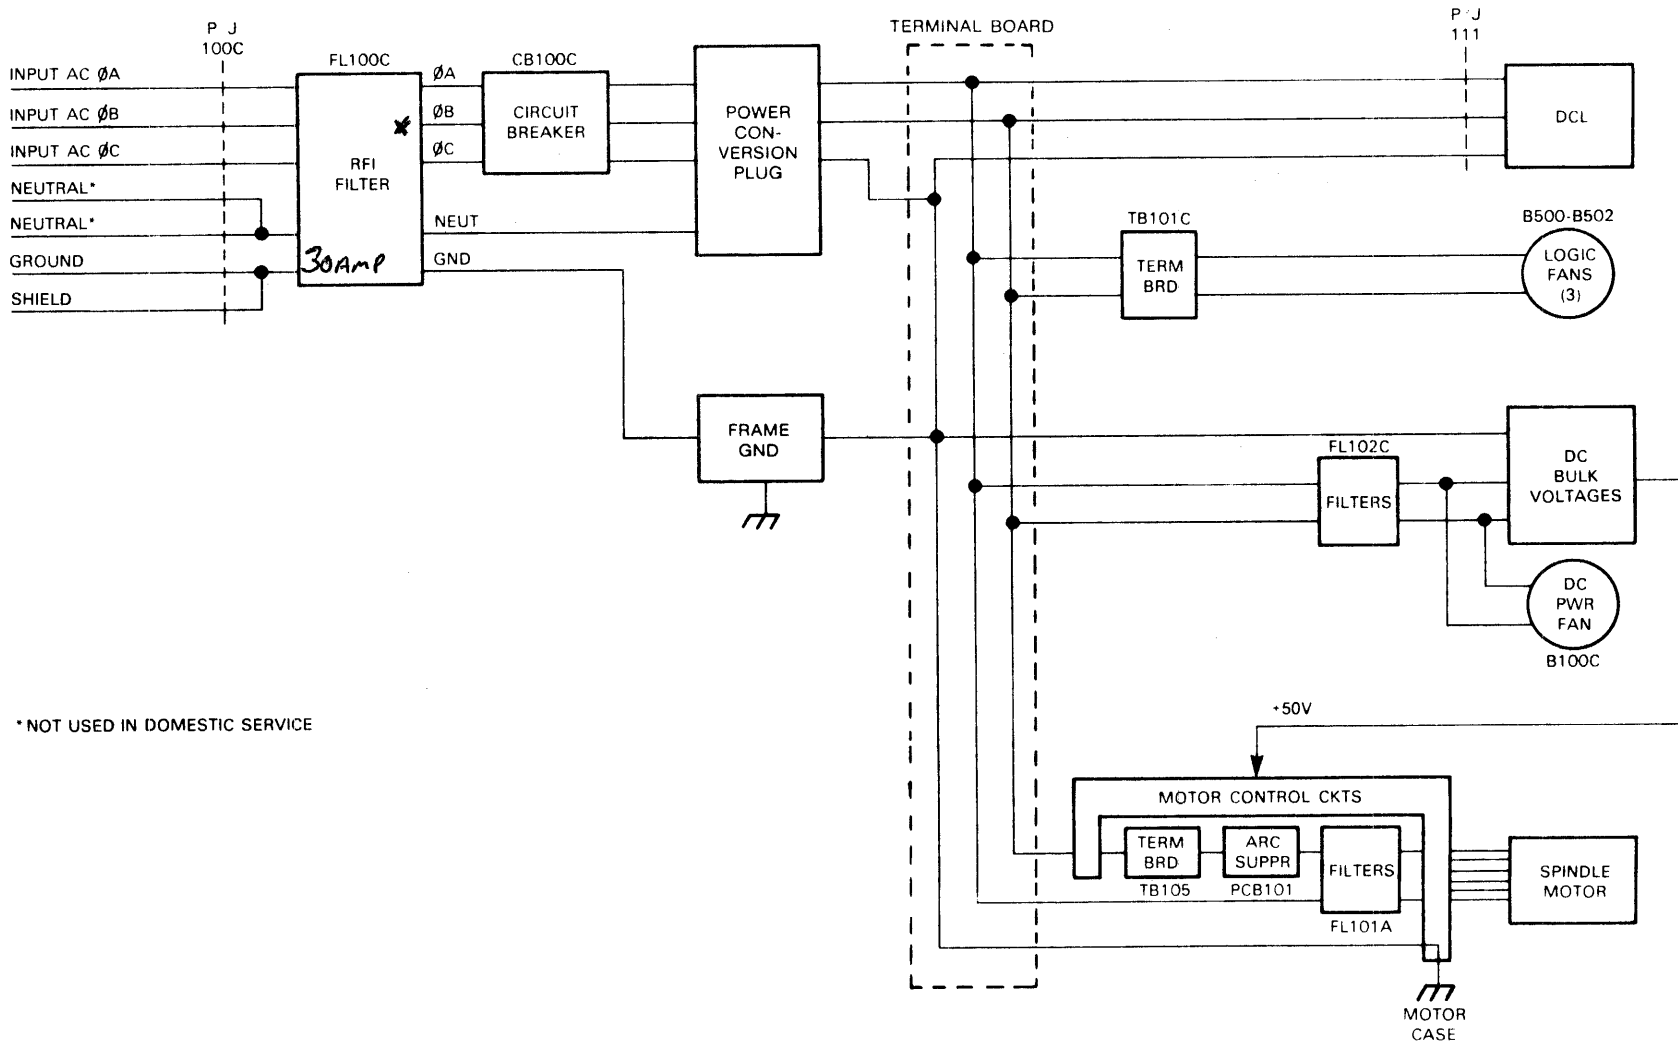 P J
100C
INPUT AC ØA
INPUT AC ØB
INPUT AC ØC
NEUTRAL*
NEUTRAL*
GROUND
SHIELD
FL100C
*
RFI
FILTER
30AMP
ØA
ØB
ØC
NEUT
GND
CB100C
CIRCUIT
BREAKER
POWER
CON-
VERSION
PLUG
FRAME
GND
TERMINAL BOARD
P J
111
DCL
TB101C
TERM
BRD
B500-B502
LOGIC
FANS
(3)
FL102C
FILTERS
DC
BULK
VOLTAGES
DC
PWR
FAN
B100C
*NOT USED IN DOMESTIC SERVICE
+50V
MOTOR CONTROL CKTS
TERM
BRD
TB105
ARC
SUPPR
PCB101
FILTERS
FL101A
SPINDLE
MOTOR
MOTOR
CASE